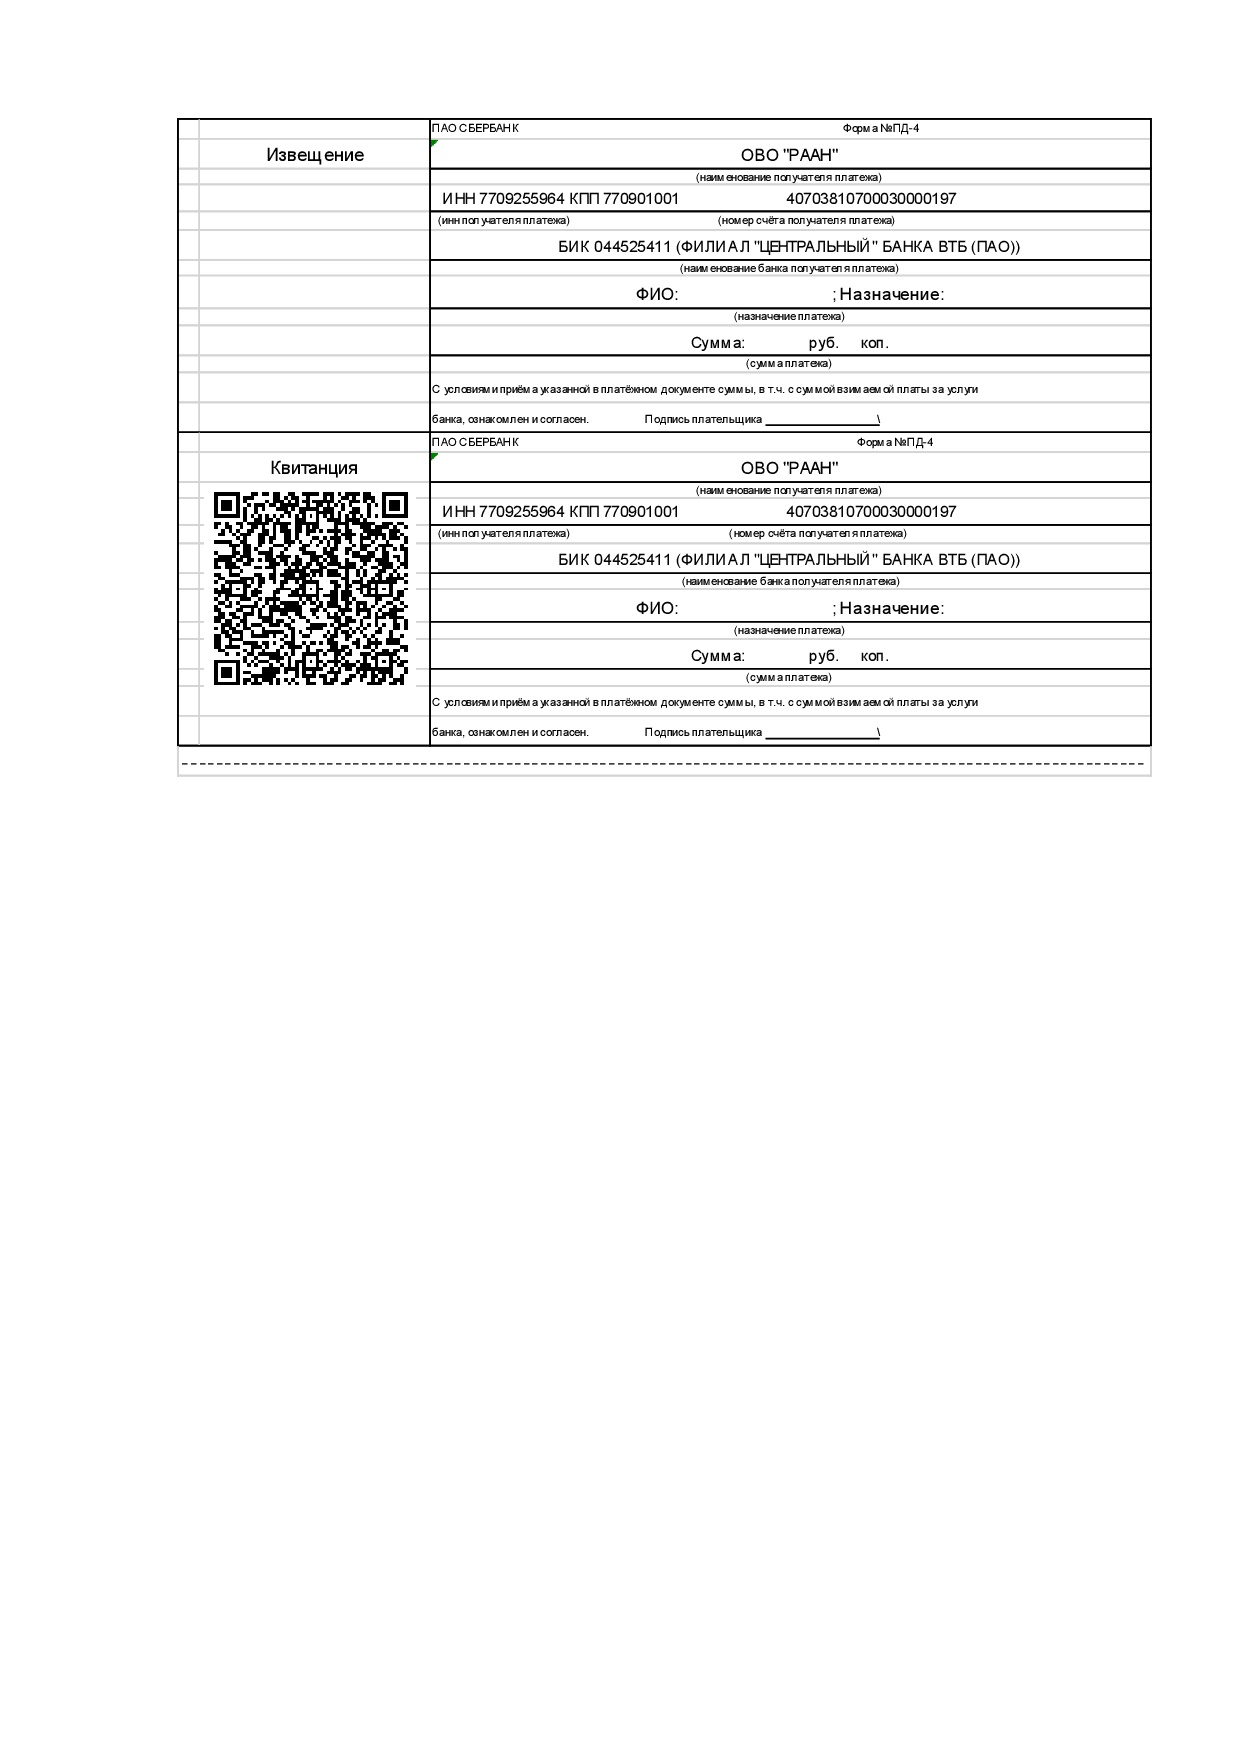 ПАО СБЕРБАНК Форма №ПД-4
Извещение ОВО "РААН"
(наименование получателя платежа)
ИНН 7709255964 КПП 770901001 40703810700030000197
(инн получателя платежа) (номер счёта получателя платежа)
БИК 044525411 (ФИЛИАЛ "ЦЕНТРАЛЬНЫЙ" БАНКА ВТБ (ПАО))
(наименование банка получателя платежа)
ФИО: ; Назначение:
(назначение платежа)
Сумма: руб. коп.
(сумма платежа)
С условиями приёма указанной в платёжном документе суммы, в т.ч. с суммой взимаемой платы за услуги
банка, ознакомлен и согласен. Подпись плательщика ____________________\
ПАО СБЕРБАНК Форма №ПД-4
Квитанция ОВО "РААН"
(наименование получателя платежа)
ИНН 7709255964 КПП 770901001 40703810700030000197
(инн получателя платежа) (номер счёта получателя платежа)
БИК 044525411 (ФИЛИАЛ "ЦЕНТРАЛЬНЫЙ" БАНКА ВТБ (ПАО))
(наименование банка получателя платежа)
ФИО: ; Назначение:
(назначение платежа)
Сумма: руб. коп.
(сумма платежа)
С условиями приёма указанной в платёжном документе суммы, в т.ч. с суммой взимаемой платы за услуги
банка, ознакомлен и согласен. Подпись плательщика ____________________\